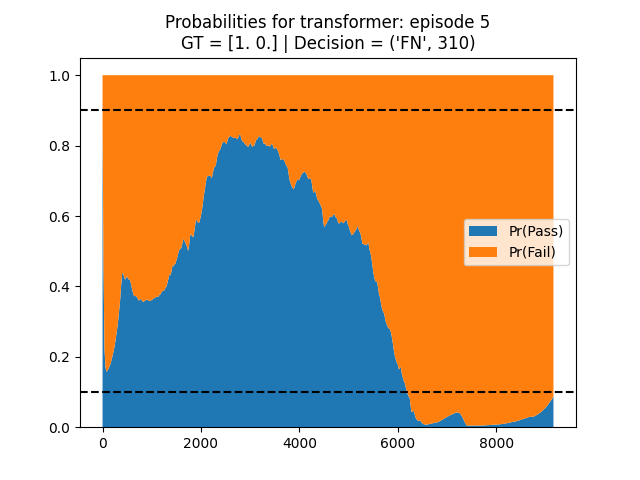 Probabilities for transformer: episode 5
GT = [1. 0.] | Decision = ('FN', 310)
1.0
0.8
0.6
0.4
0.2
0.0
Pr(Pass)
Pr(Fail)
0
2000
4000
6000
8000